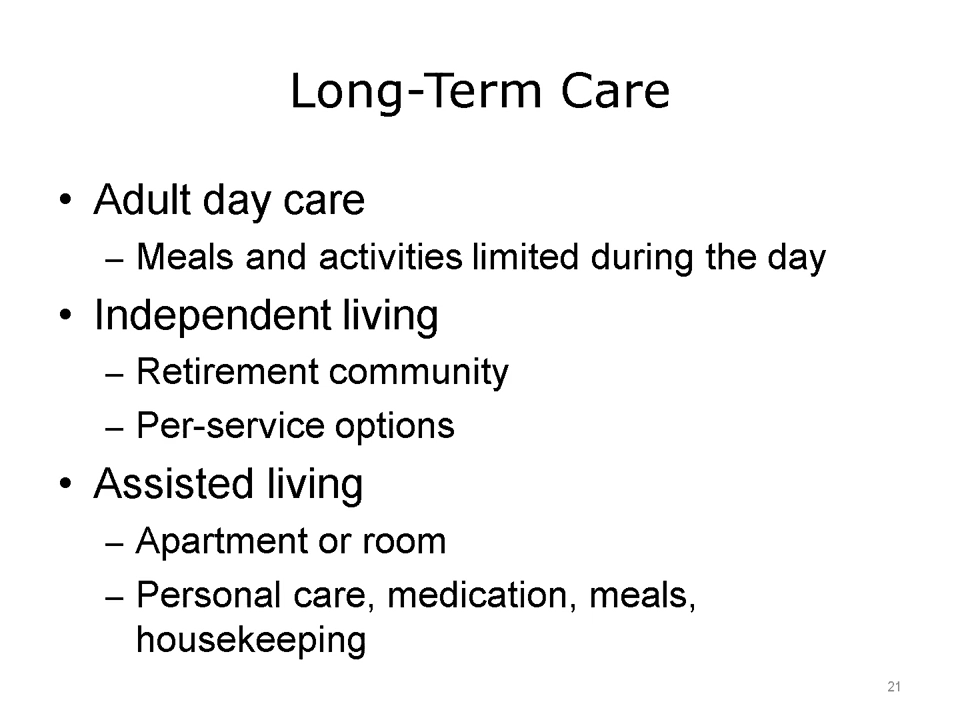 Long-Term Care
• Adult day care
– Meals and activities limited during the day
• Independent living
– Retirement community
– Per-service options
• Assisted living
– Apartment or room
– Personal care, medication, meals,
housekeeping
21